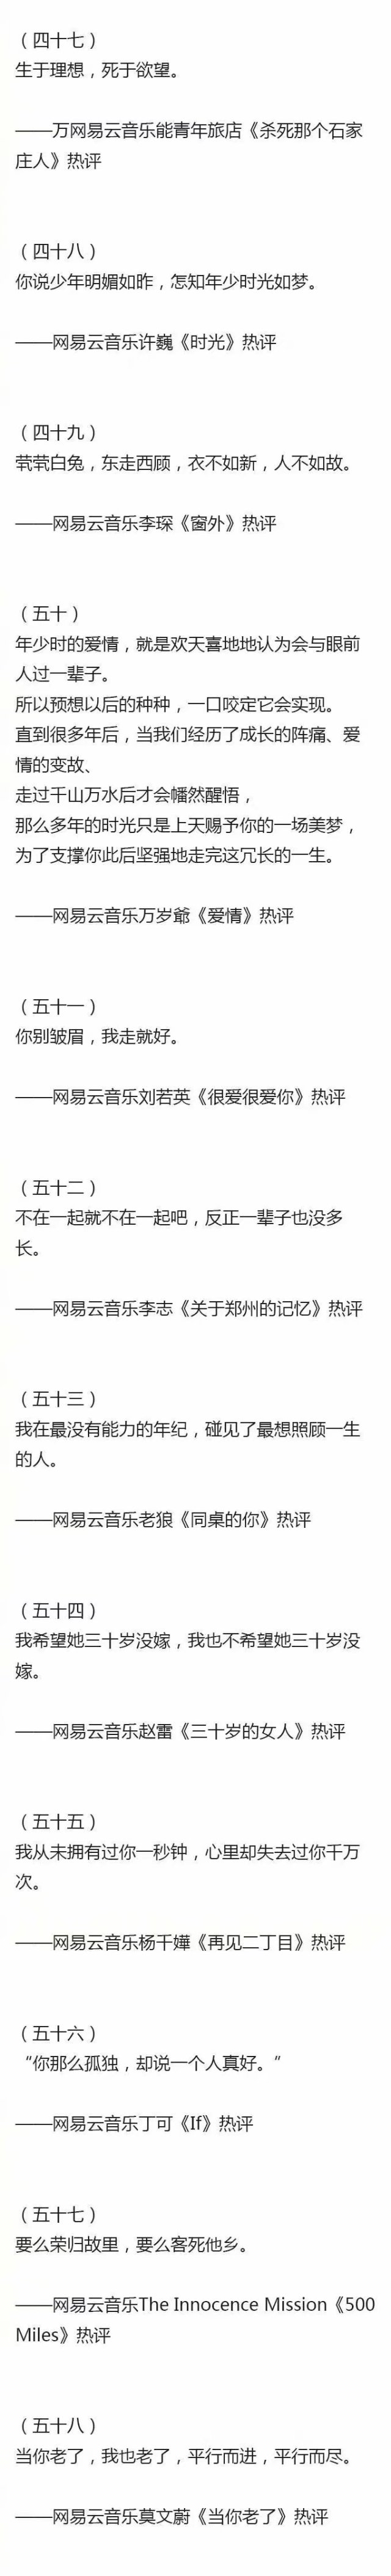 （四十七）
生于理想，死于欲望。
——万网易云音乐能青年旅店《杀死那个石家
庄人》热评
（四十八）
你说少年明媚如昨，怎知年少时光如梦。
——网易云音乐许巍《时光》热评
（四十九）
茕茕白兔，东走西顾，衣不如新，人不如故。
——网易云音乐李琛《窗外》热评
（五十）
年少时的爱情，就是欢天喜地地认为会与眼前
人过一辈子。
所以预想以后的种种，一口咬定它会实现。
直到很多年后，当我们经历了成长的阵痛、爱
情的变故、
走过千山万水后才会幡然醒悟，
那么多年的时光只是上天赐予你的一场美梦，
为了支撑你此后坚强地走完这冗长的一生。
——网易云音乐万岁爺《爱情》热评
（五十一）
你别皱眉，我走就好。
——网易云音乐刘若英《很爱很爱你》热评
（五十二）
不在一起就不在一起吧，反正一辈子也没多
长。
——网易云音乐李志《关于郑州的记忆》热评
（五十三）
我在最没有能力的年纪，碰见了最想照顾一生
的人。
——网易云音乐老狼《同桌的你》热评
（五十四）
我希望她三十岁没嫁，我也不希望她三十岁没
嫁。
——网易云音乐赵雷《三十岁的女人》热评
（五十五）
我从未拥有过你一秒钟，心里却失去过你千万
次。
——网易云音乐杨千嬅《再见二丁目》热评
（五十六）
“你那么孤独，却说一个人真好。”
——网易云音乐丁可《If》热评
（五十七）
要么荣归故里，要么客死他乡。
——网易云音乐The Innocence Mission《500
Miles》热评
（五十八）
当你老了，我也老了，平行而进，平行而尽。
——网易云音乐莫文蔚《当你老了》热评